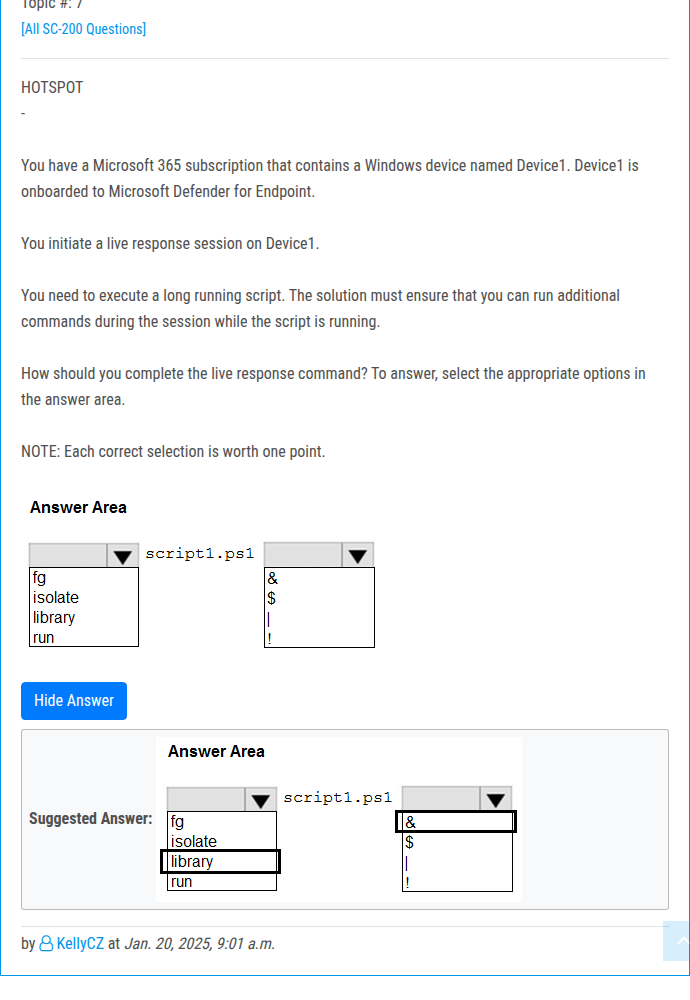 Topic #: 7
[All SC-200 Questions]
HOTSPOT
-
You have a Microsoft 365 subscription that contains a Windows device named Device1. Device1 is
onboarded to Microsoft Defender for Endpoint.
You initiate a live response session on Device1.
You need to execute a long running script. The solution must ensure that you can run additional
commands during the session while the script is running.
How should you complete the live response command? To answer, select the appropriate options in
the answer area.
NOTE: Each correct selection is worth one point.
Answer Area
script1.ps1
fg
isolate
library
run
&
$
|
!
Hide Answer
Suggested Answer:
Answer Area
script1.ps1
fg
isolate
library
run
&
$
|
!
by KellyCZ at Jan. 20, 2025, 9:01 a.m.